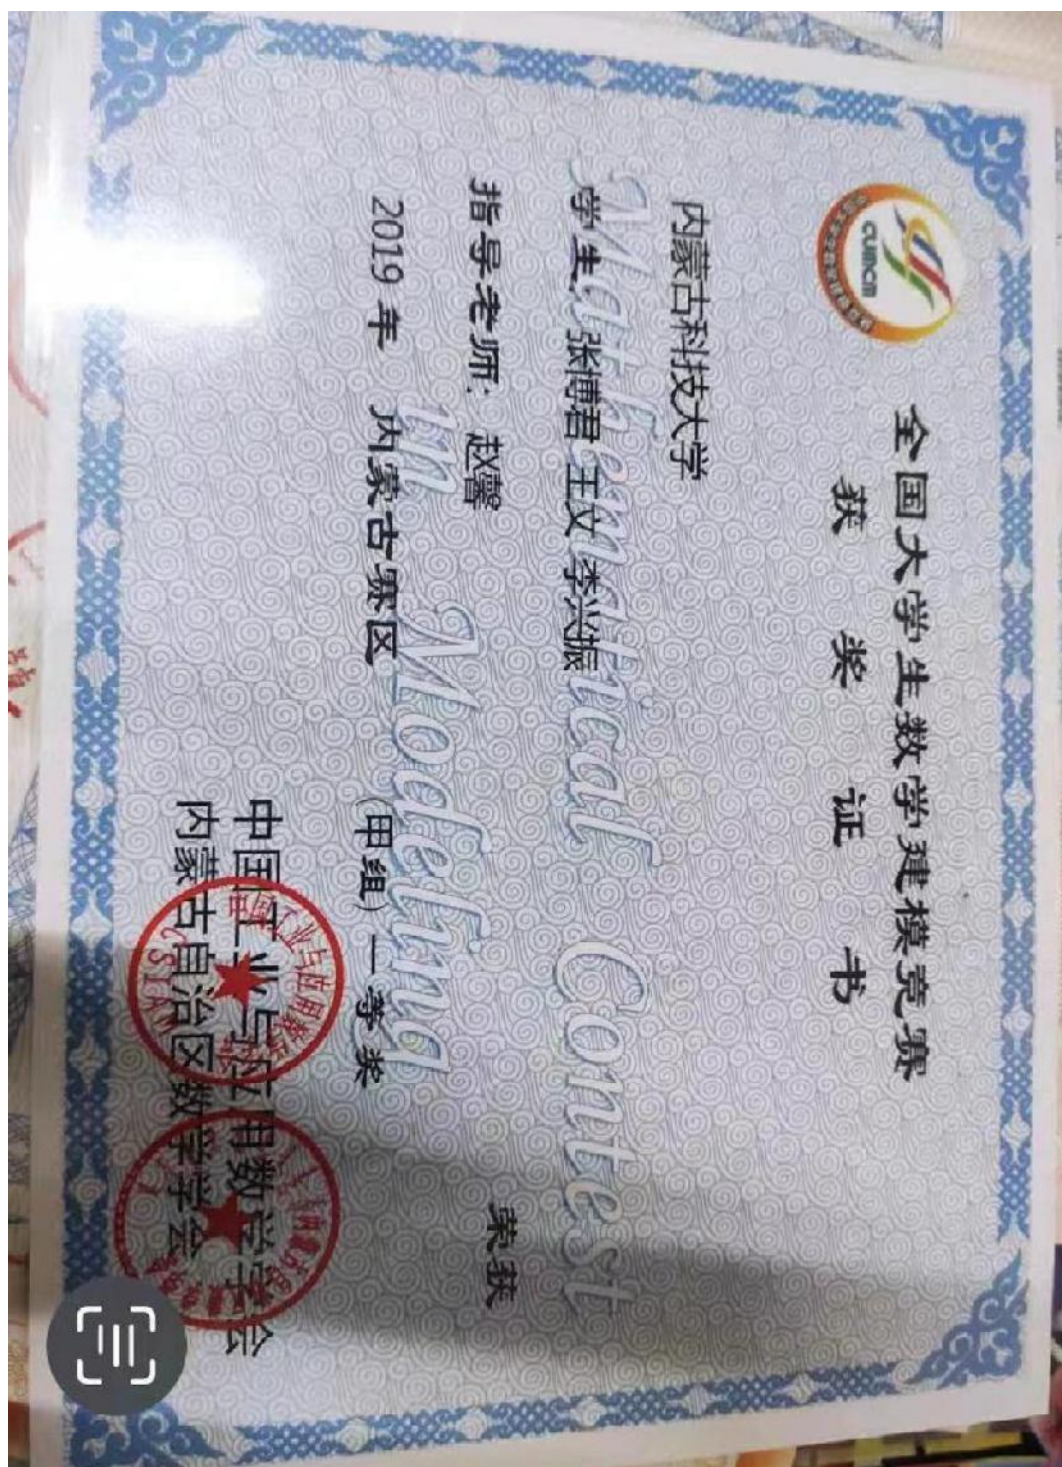 全国大学生数学建模竞赛
获奖证书
CUMCM
内蒙古科技大学
学生 张博君 王文 李兴振
指导老师: 赵馨 荣获
2019 年 内蒙古赛区 (甲组) 一等奖
Mathematical Contest
in Modeling
中国工业与应用数学学会
内蒙古自治区数学学会